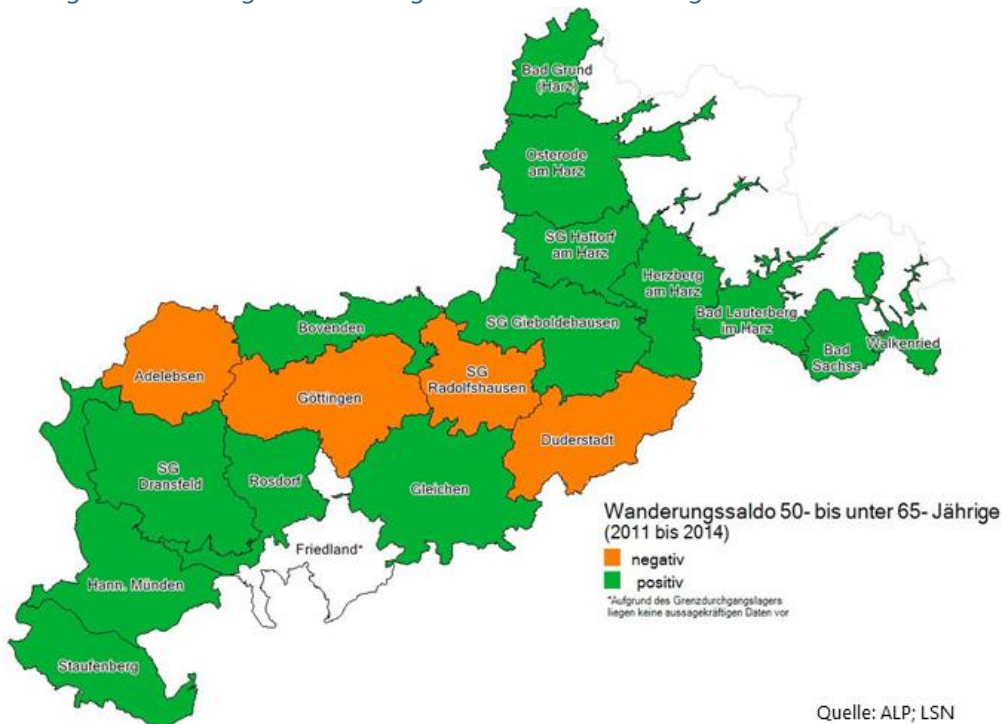 Bad Grund
(Harz)
Osterode
am Harz
SG Hattorf
am Harz
Herzberg
am Harz
Bad Lauterberg
im Harz
Bad
Sachsa
Walkenried
SG Gieboldehausen
Bovenden
Adelebsen
Göttingen
SG
Radolfshausen
Duderstadt
SG
Dransfeld
Rosdorf
Gleichen
Friedland*
Hann. Münden
Staufenberg
Wanderungssaldo 50- bis unter 65- Jährige
(2011 bis 2014)
negativ
positiv
*Aufgrund des Grenzdurchgangslagers
liegen keine aussagekräftigen Daten vor
Quelle: ALP; LSN